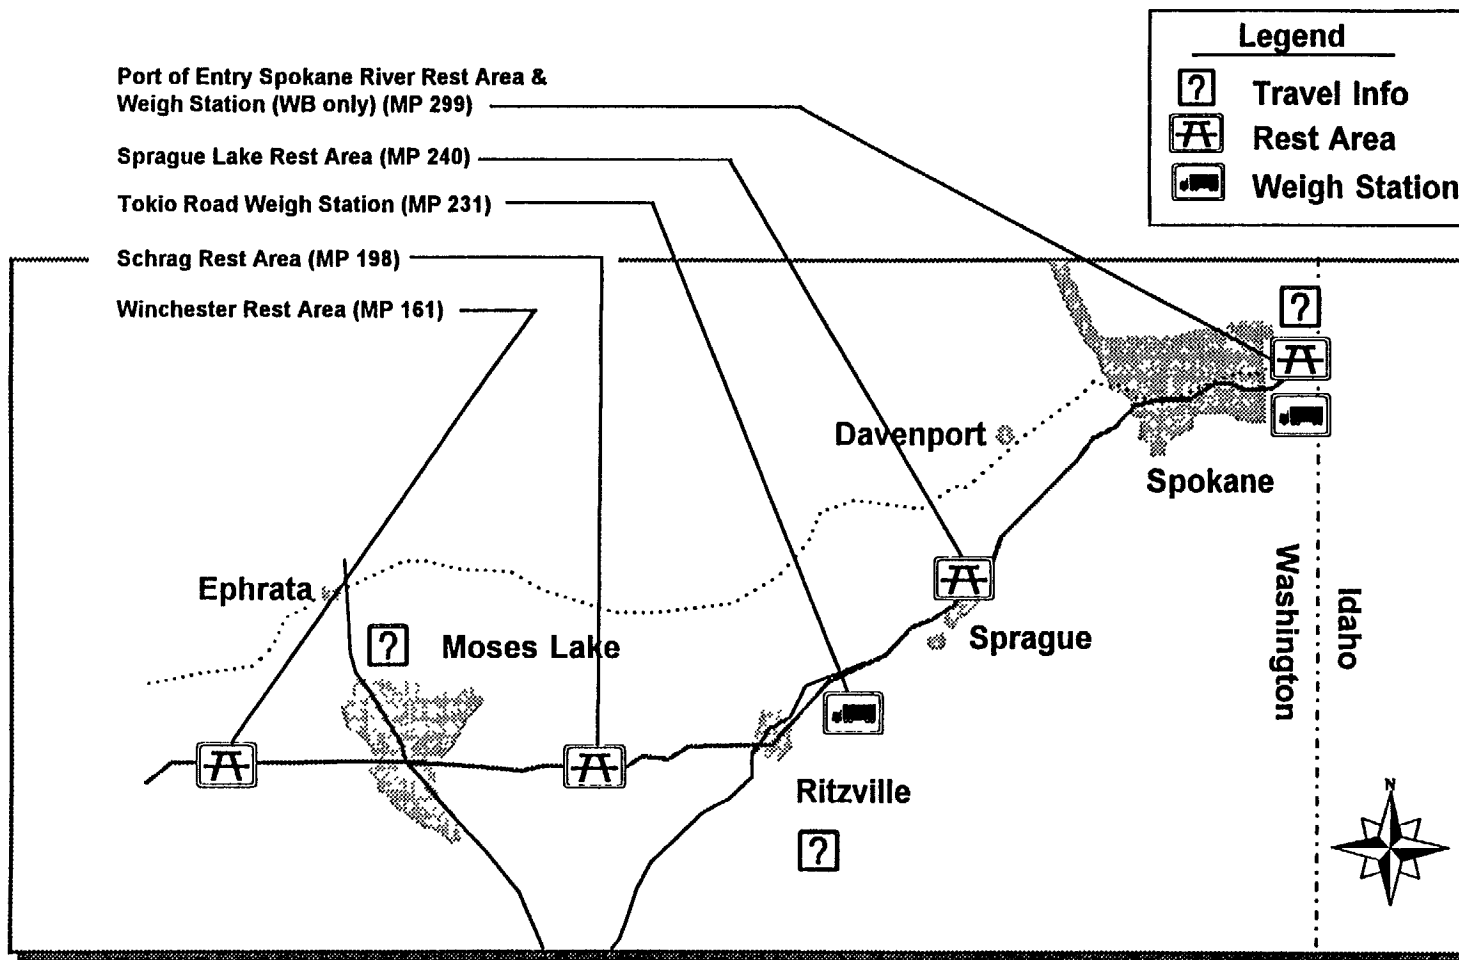 Legend
? Travel Info
Rest Area
Weigh Station
Port of Entry Spokane River Rest Area &
Weigh Station (WB only) (MP 299)
Sprague Lake Rest Area (MP 240)
Tokio Road Weigh Station (MP 231)
Schrag Rest Area (MP 198)
Winchester Rest Area (MP 161)
?
Davenport
Spokane
Ephrata
?
Moses Lake
Sprague
Washington
Idaho
Ritzville
?
N